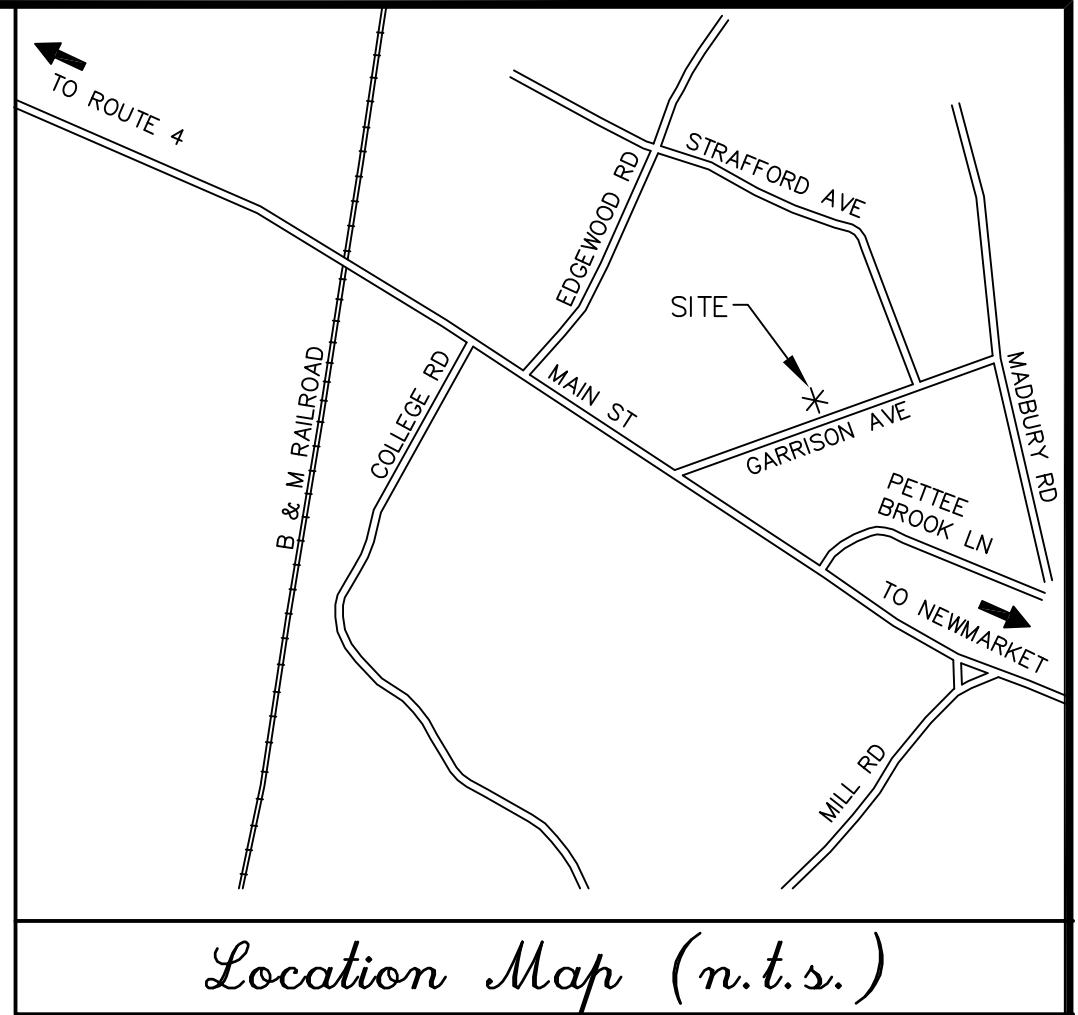 TO ROUTE 4
STRAFFORD AVE
EDGEWOOD RD
SITE
B & M RAILROAD
COLLEGE RD
MAIN ST
GARRISON AVE
MADBURY RD
PETTEE
BROOK LN
TO NEWMARKET
MILL RD
Location Map (n.t.s.)